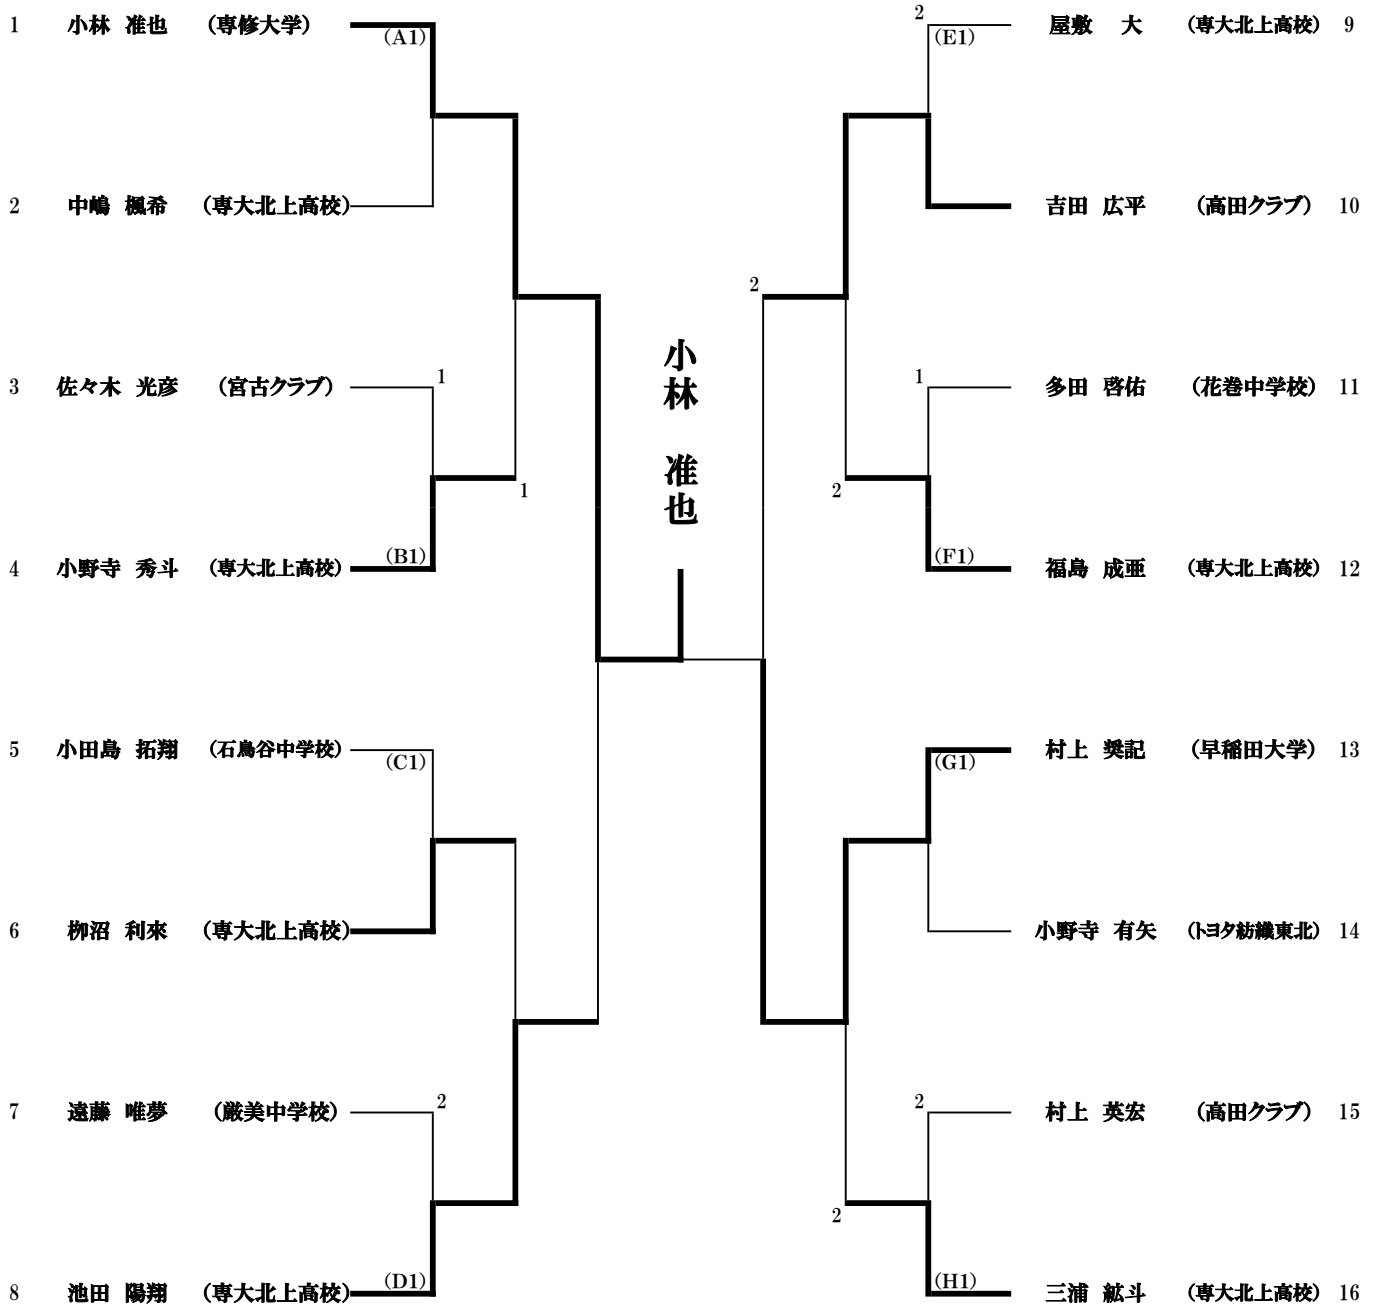 1 小林 准也 (専修大学)
(A1)
2 中嶋 楓希 (専大北上高校)
3 佐々木 光彦 (宮古クラブ)
1
1
4 小野寺 秀斗 (専大北上高校)
(B1)
5 小田島 拓翔 (石鳥谷中学校)
(C1)
6 栁沼 利來 (専大北上高校)
7 遠藤 唯夢 (厳美中学校)
2
8 池田 陽翔 (専大北上高校)
(D1)
小林 准也
2
2
(E1)
屋敷 大 (専大北上高校) 9
吉田 広平 (高田クラブ) 10
1
多田 啓佑 (花巻中学校) 11
2
(F1)
福島 成亜 (専大北上高校) 12
(G1)
村上 奨記 (早稲田大学) 13
小野寺 有矢 (トヨタ紡織東北) 14
2
村上 英宏 (高田クラブ) 15
2
(H1)
三浦 紘斗 (専大北上高校) 16